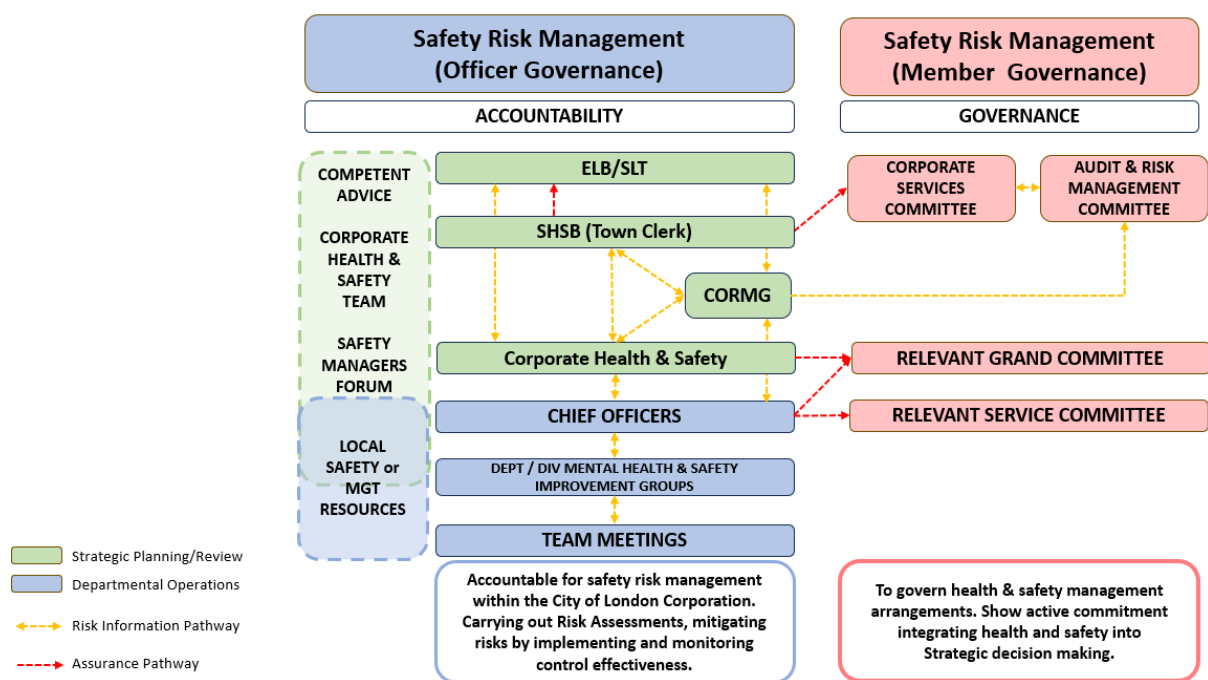 Safety Risk Management
(Officer Governance)
Safety Risk Management
(Member Governance)
ACCOUNTABILITY
GOVERNANCE
COMPETENT
ADVICE
CORPORATE
HEALTH &
SAFETY
TEAM
SAFETY
MANAGERS
FORUM
LOCAL
SAFETY or
MGT
RESOURCES
ELB/SLT
SHSB (Town Clerk)
CORMG
Corporate Health & Safety
CHIEF OFFICERS
DEPT / DIV MENTAL HEALTH & SAFETY
IMPROVEMENT GROUPS
TEAM MEETINGS
CORPORATE
SERVICES
COMMITTEE
AUDIT & RISK
MANAGEMENT
COMMITTEE
RELEVANT GRAND COMMITTEE
RELEVANT SERVICE COMMITTEE
Strategic Planning/Review
Departmental Operations
Risk Information Pathway
Assurance Pathway
Accountable for safety risk management
within the City of London Corporation.
Carrying out Risk Assessments, mitigating
risks by implementing and monitoring
control effectiveness.
To govern health & safety management
arrangements. Show active commitment
integrating health and safety into
Strategic decision making.